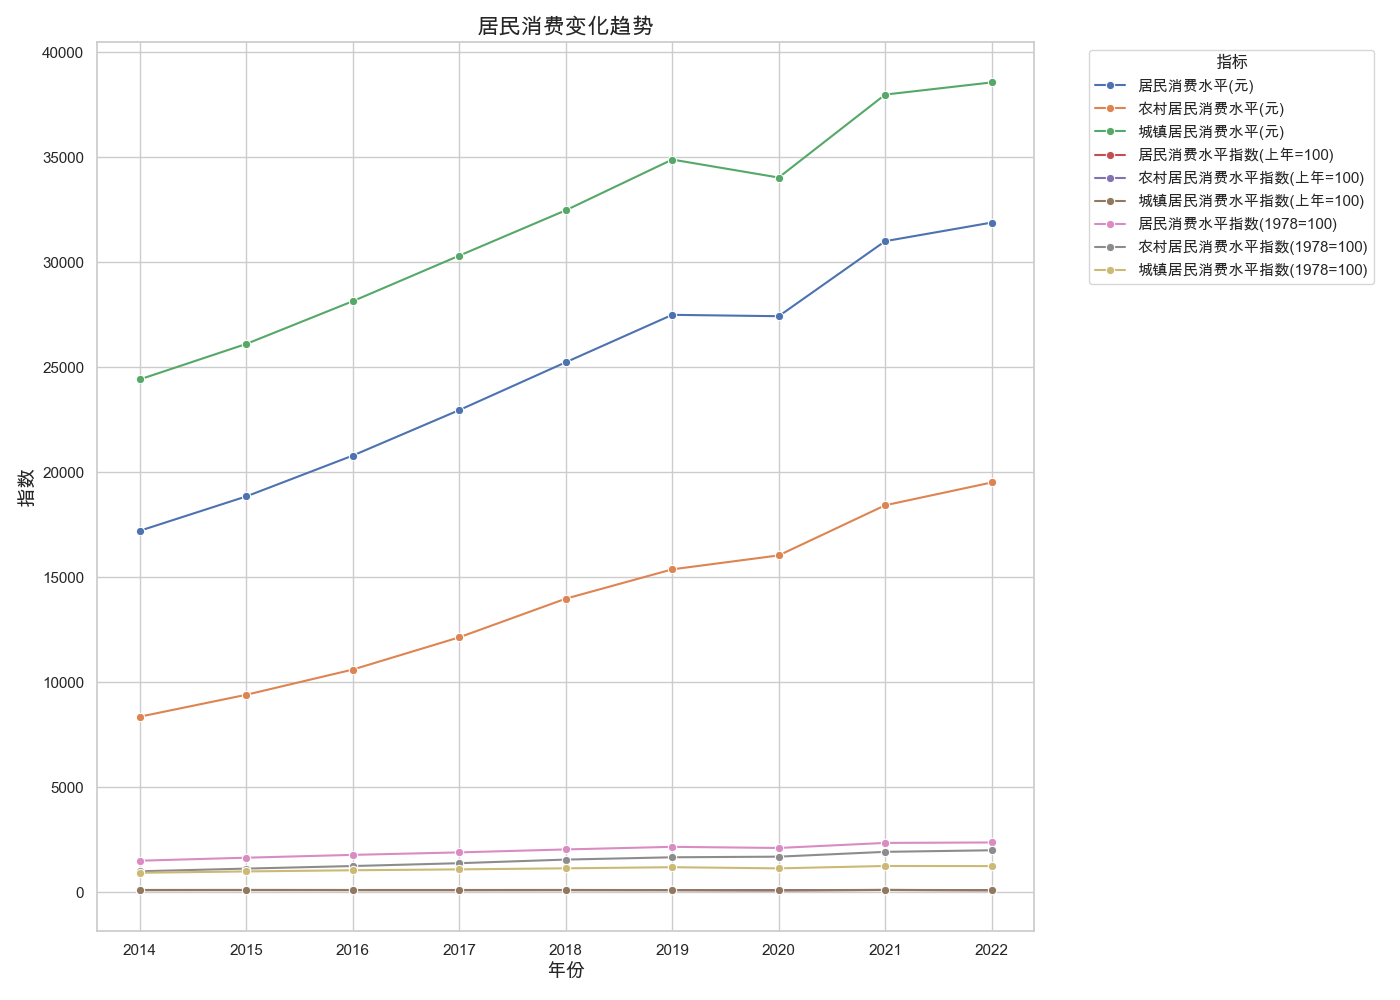 居民消费变化趋势
指标
居民消费水平(元)
农村居民消费水平(元)
城镇居民消费水平(元)
居民消费水平指数(上年=100)
农村居民消费水平指数(上年=100)
城镇居民消费水平指数(上年=100)
居民消费水平指数(1978=100)
农村居民消费水平指数(1978=100)
城镇居民消费水平指数(1978=100)
指数
40000
35000
30000
25000
20000
15000
10000
5000
0
2014 2015 2016 2017 2018 2019 2020 2021 2022
年份